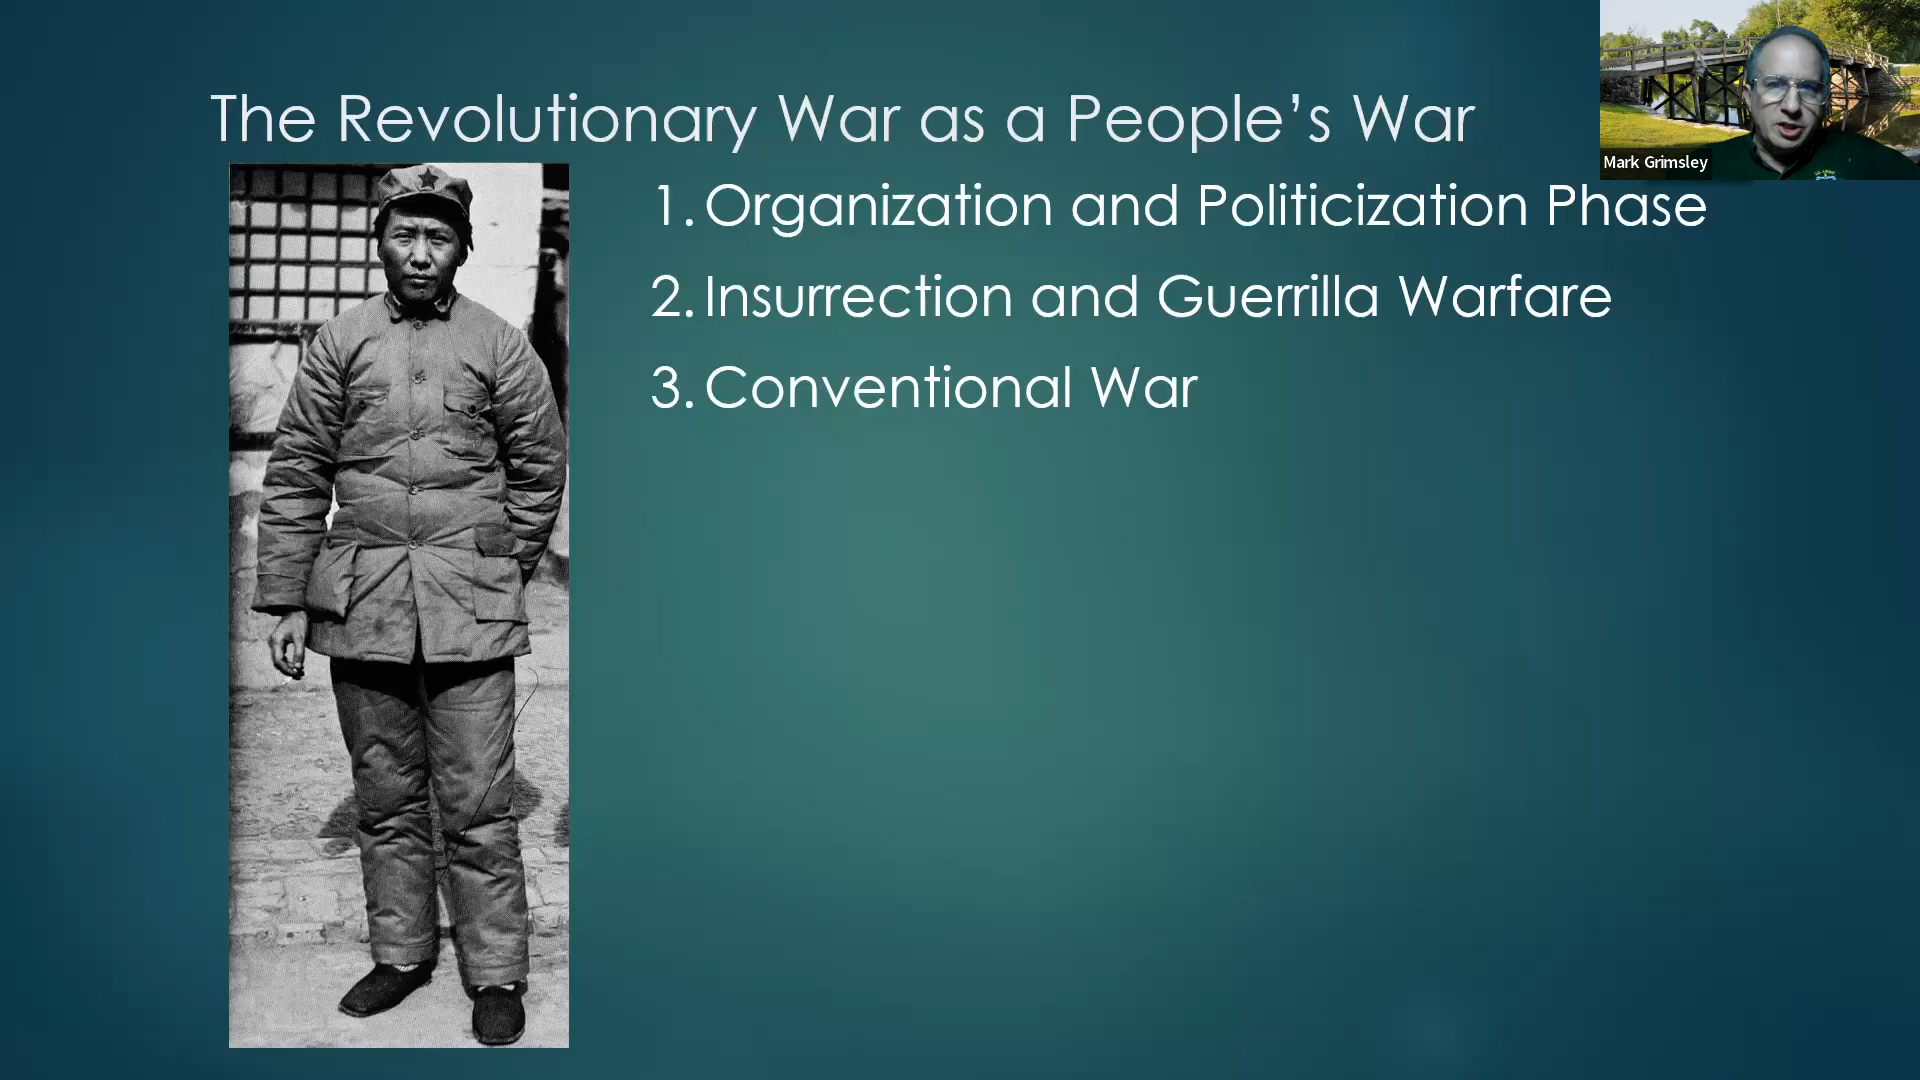 The Revolutionary War as a People’s War
Mark Grimsley
1. Organization and Politicization Phase
2. Insurrection and Guerrilla Warfare
3. Conventional War